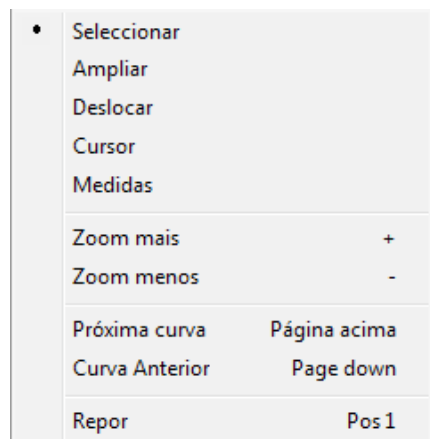 Seleccionar
Ampliar
Deslocar
Cursor
Medidas
Zoom mais +
Zoom menos -
Próxima curva Página acima
Curva Anterior Page down
Repor Pos 1